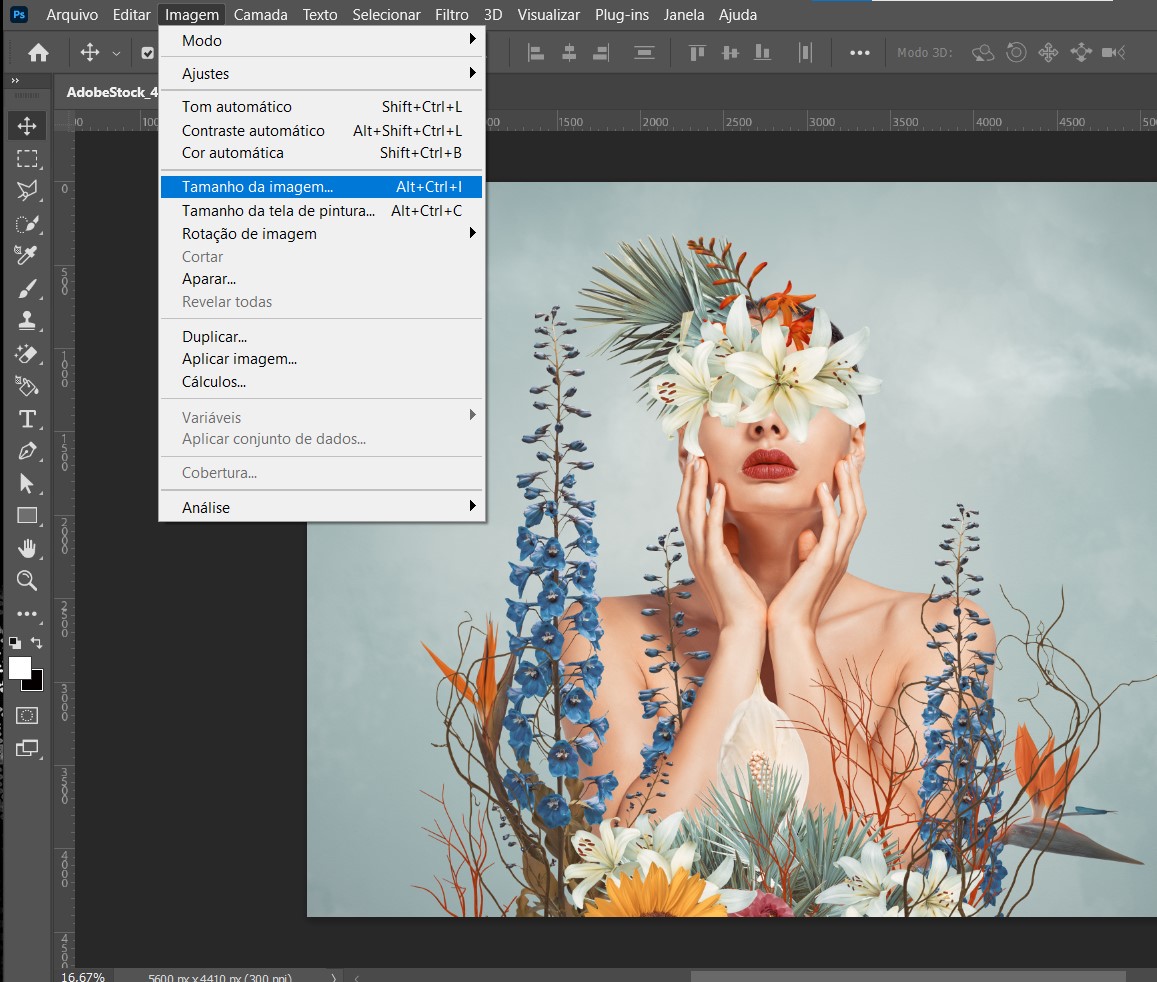 Ps Arquivo Editar Imagem Camada Texto Selecionar Filtro 3D Visualizar Plug-ins Janela Ajuda
Modo 3D:
AdobeStock_4
Modo
Ajustes
Tom automático Shift+Ctrl+L
Contraste automático Alt+Shift+Ctrl+L
Cor automática Shift+Ctrl+B
Tamanho da imagem... Alt+Ctrl+I
Tamanho da tela de pintura... Alt+Ctrl+C
Rotação de imagem
Cortar
Aparar...
Revelar todas
Duplicar...
Aplicar imagem...
Cálculos...
Variáveis
Aplicar conjunto de dados...
Cobertura...
Análise
1500 2000 2500 3000 3500 4000 4500
0
500
1000
1500
2000
2500
3000
3500
4000
4500
16,67% 5600 px x 4410 px (300 ppi)